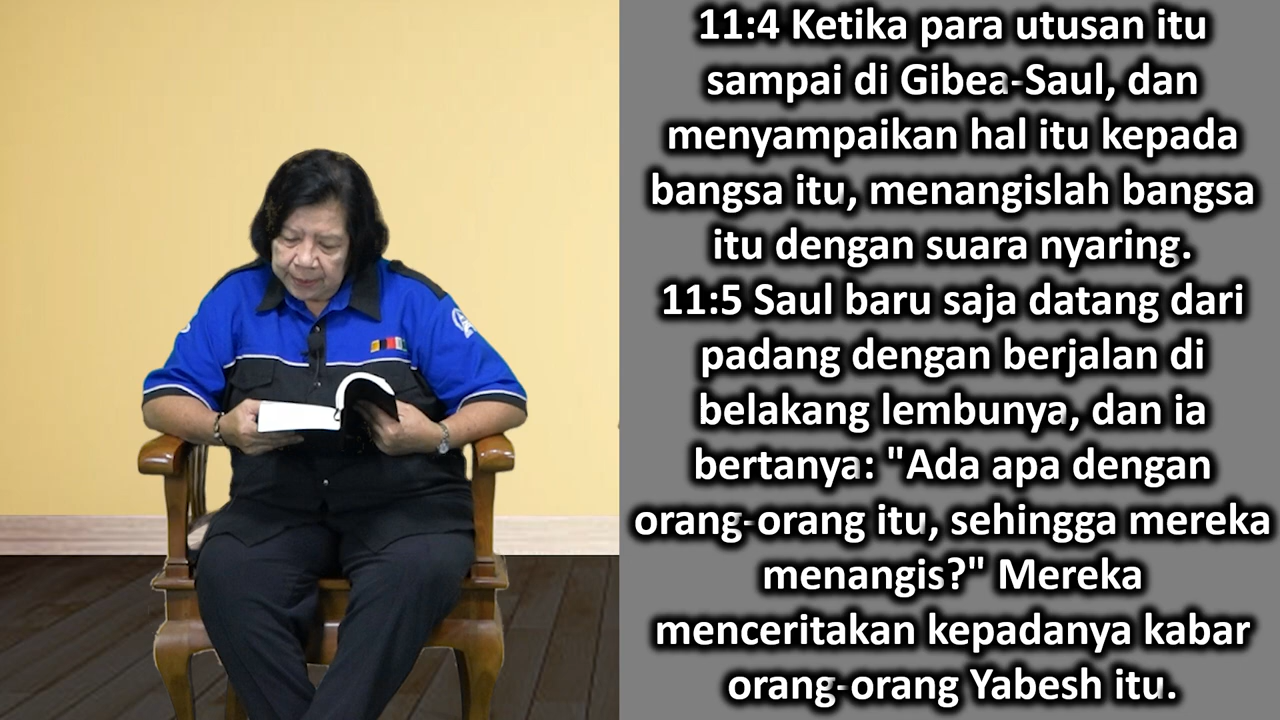 11:4 Ketika para utusan itu
sampai di Gibea-Saul, dan
menyampaikan hal itu kepada
bangsa itu, menangislah bangsa
itu dengan suara nyaring.
11:5 Saul baru saja datang dari
padang dengan berjalan di
belakang lembunya, dan ia
bertanya: "Ada apa dengan
orang-orang itu, sehingga mereka
menangis?" Mereka
menceritakan kepadanya kabar
orang-orang Yabesh itu.